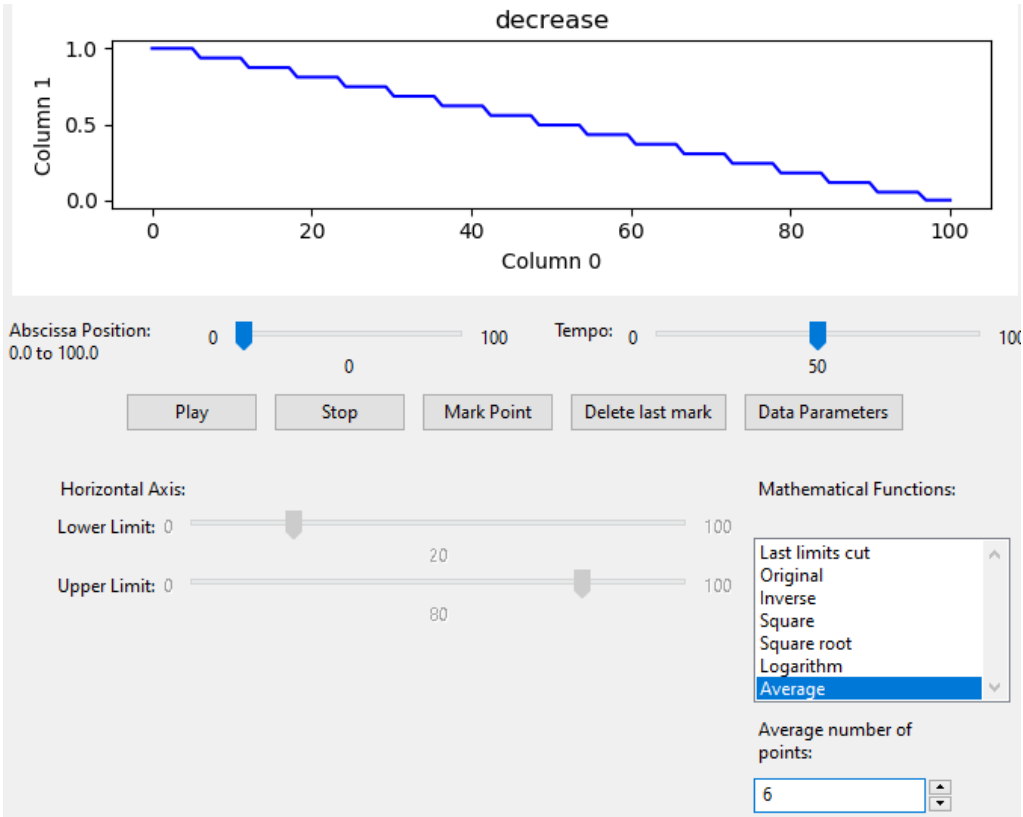 decrease
1.0
0.5
0.0
Column 1
0 20 40 60 80 100
Column 0
Abscissa Position:
0.0 to 100.0
0 100
0
Tempo: 0 100
50
Play Stop Mark Point Delete last mark Data Parameters
Horizontal Axis:
Lower Limit: 0 100
20
Upper Limit: 0 100
80
Mathematical Functions:
Last limits cut
Original
Inverse
Square
Square root
Logarithm
Average
Average number of
points:
6